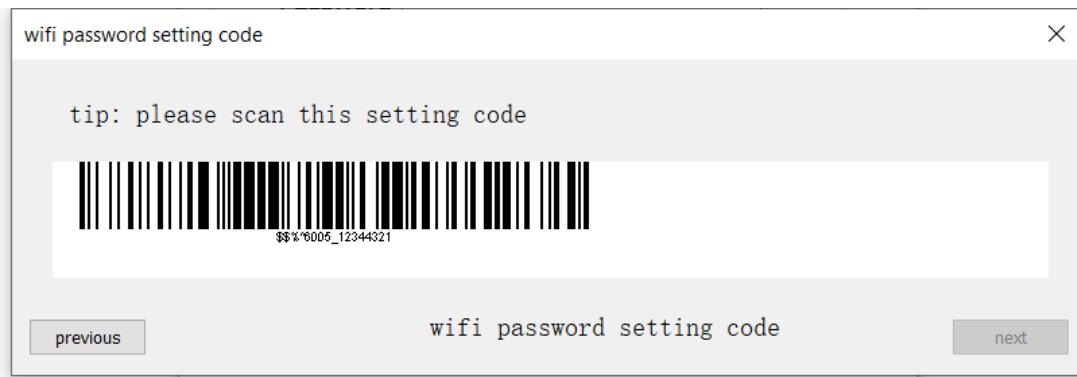 wifi password setting code
tip: please scan this setting code
$$%^6005_12344321
wifi password setting code
previous
next